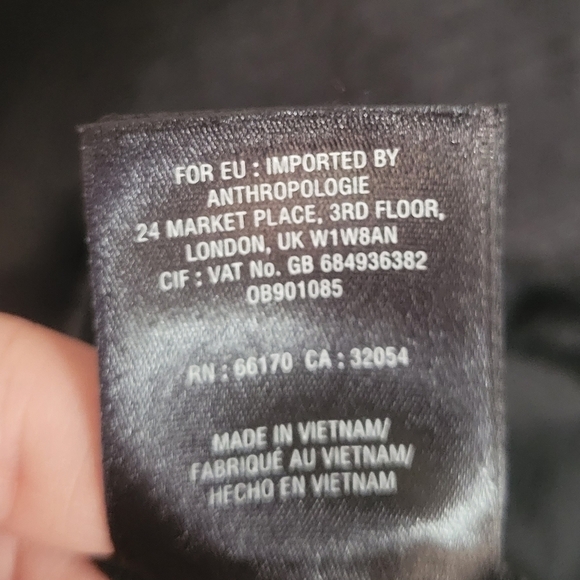 FOR EU : IMPORTED BY
ANTHROPOLOGIE
24 MARKET PLACE, 3RD FLOOR,
LONDON, UK W1W8AN
CIF : VAT No. GB 684936382
OB901085
RN : 66170 CA : 32054
MADE IN VIETNAM/
FABRIQUÉ AU VIETNAM/
HECHO EN VIETNAM